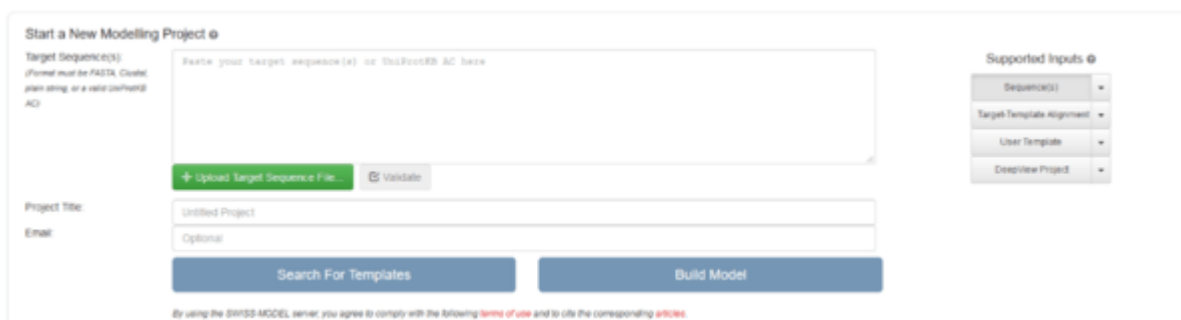 Start a New Modelling Project
Target Sequence(s):
(Format must be FASTA, Clustal,
plain string, or a valid UniProtKB
AC)
Paste your target sequence(s) or UniProtKB AC here
Supported Inputs
Sequence(s)
Target-Template Alignment
User Template
DeepView Project
+ Upload Target Sequence File...
Validate
Project Title:
Untitled Project
Email:
Optional
Search For Templates
Build Model
By using the SWISS-MODEL server, you agree to comply with the following terms of use and to cite the corresponding articles.